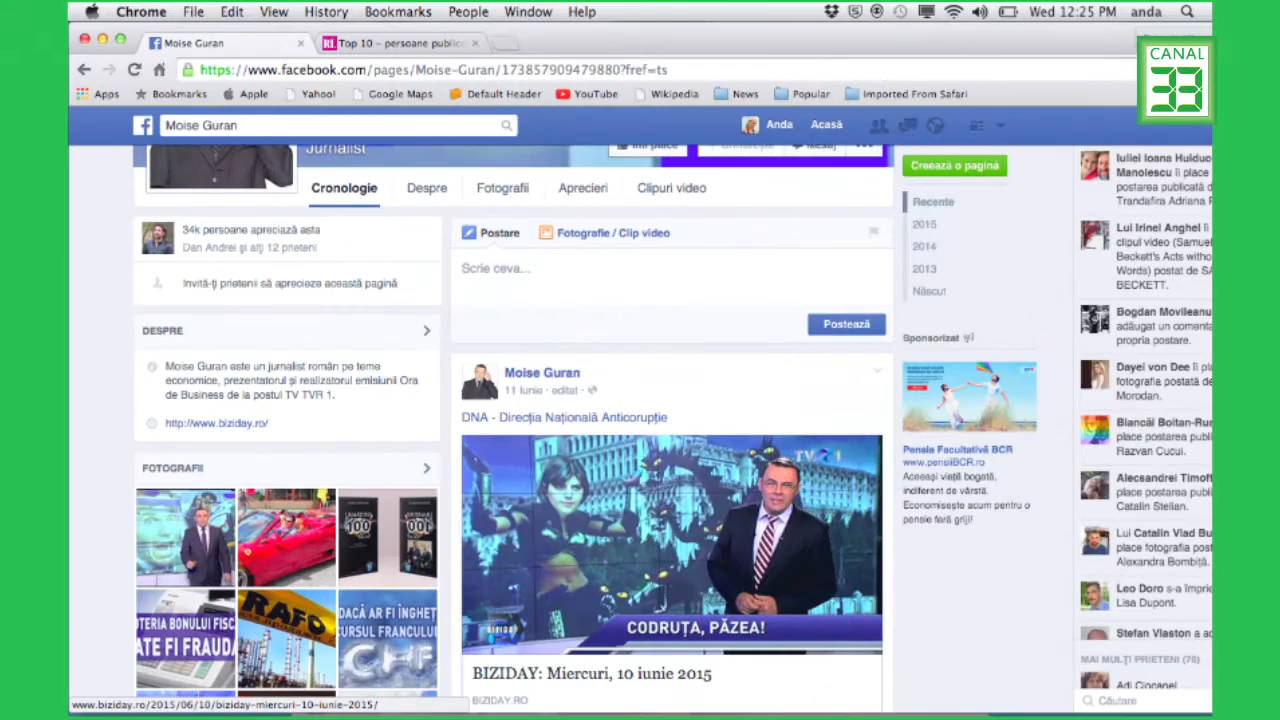 Chrome File Edit View History Bookmarks People Window Help Wed 12:25 PM anda
Moise Guran
Top 10 – persoane public
https://www.facebook.com/pages/Moise-Guran/173857909479880?fref=ts
CANAL
33
Apps Bookmarks Apple Yahoo! Google Maps Default Header YouTube Wikipedia News Popular Imported From Safari
Moise Guran
Anda Acasă
Jurnalist
Cronologie Despre Fotografii Aprecieri Clipuri video
34k persoane apreciază asta
Dan Andrei și alți 12 prieteni
Invită-ți prietenii să aprecieze această pagină
DESPRE
Moise Guran este un jurnalist român pe teme
economice, prezentatorul și realizatorul emisiunii Ora
de Business de la postul TV TVR 1.
http://www.biziday.ro/
FOTOGRAFII
TERIA BONULUI FISC
ATE FI FRAUDA
RAFO
DACĂ AR FI ÎNGHEȚ
CURSUL FRANCULUI
CHF
Postare Fotografie / Clip video
Scrie ceva...
Postează
Moise Guran
11 iunie · editat ·
DNA - Direcția Națională Anticorupție
CODRUȚA, PĂZEA!
BIZIDAY: Miercuri, 10 iunie 2015
BIZIDAY.RO
Creează o pagină
Recente
2015
2014
2013
Născut
Sponsorizat
Pensie Facultativă BCR
www.pensiiBCR.ro
Aceeași viață bogată,
indiferent de vârstă.
Economisește acum pentru o
pensie fară griji!
Iuliei Ioana Hulduc
Manolescu îi place
postarea publicată d
Trandafira Adriana P
Lui Irinel Anghel îi
clipul video (Samuel
Beckett's Acts witho
Words) postat de SA
BECKETT.
Bogdan Movileanu
adăugat un comenta
propria postare.
Dayei von Dee îi
fotografia postată de
Morodan.
Biancăi Boitan-Rus
place postarea publ
Razvan Cucui.
Alecsandrei Timoft
place postarea publ
Catalin Stelian.
Lui Catalin Vlad Bu
place fotografia post
Alexandra Bombiță.
Leo Doro s-a împrie
Lisa Dupont.
Stefan Vlaston a ad
MAI MULȚI PRIETENI (76)
Adi Ciocanel
Căutare
www.biziday.ro/2015/06/10/biziday-miercuri-10-iunie-2015/